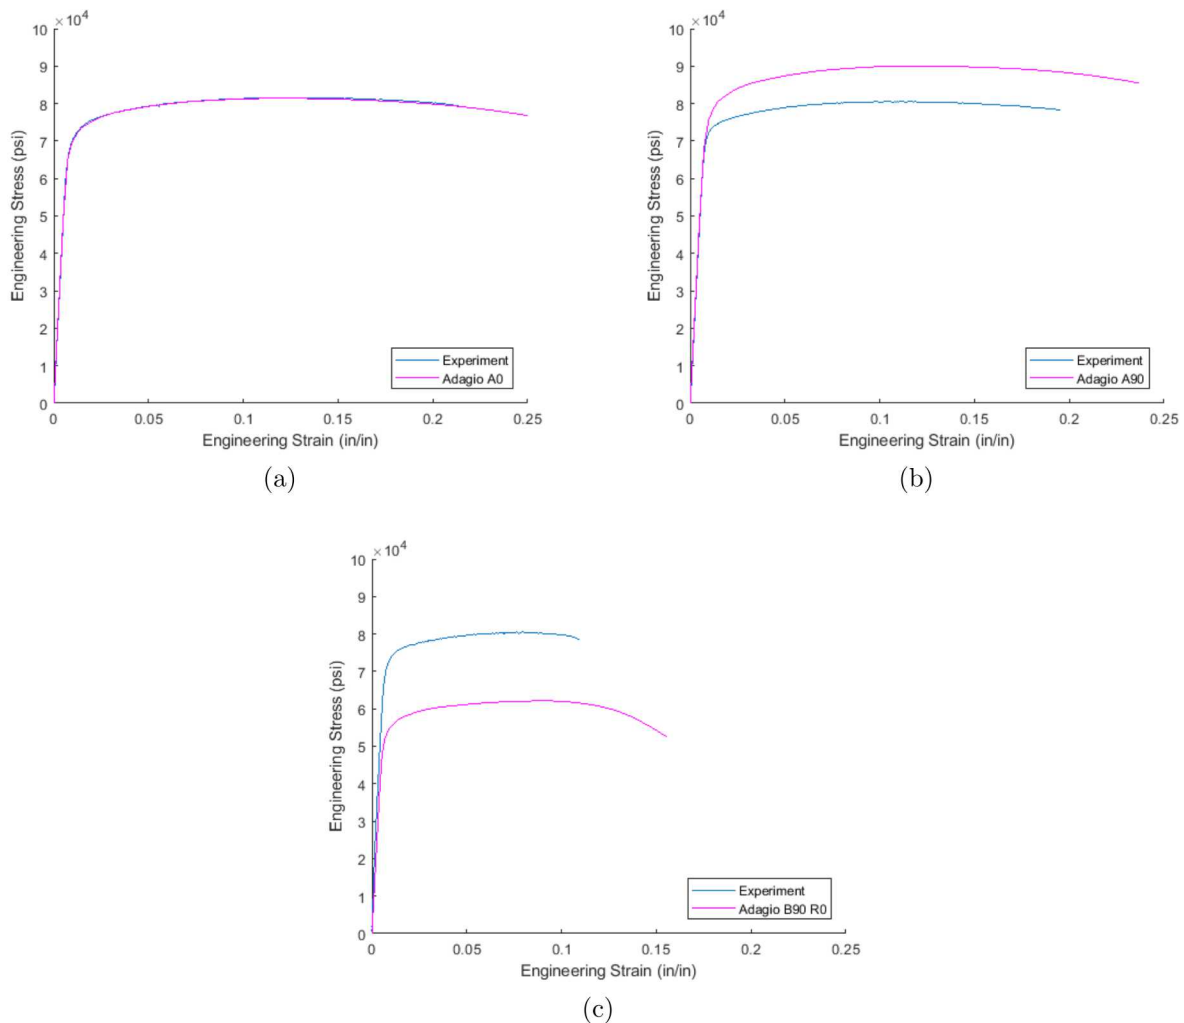 × 10^4
10
9
8
7
6
5
4
3
2
1
0
Engineering Stress (psi)
Experiment
Adagio A0
0 0.05 0.1 0.15 0.2 0.25
Engineering Strain (in/in)
(a)
× 10^4
10
9
8
7
6
5
4
3
2
1
0
Engineering Stress (psi)
Experiment
Adagio A90
0 0.05 0.1 0.15 0.2 0.25
Engineering Strain (in/in)
(b)
× 10^4
10
9
8
7
6
5
4
3
2
1
0
Engineering Stress (psi)
Experiment
Adagio B90 R0
0 0.05 0.1 0.15 0.2 0.25
Engineering Strain (in/in)
(c)